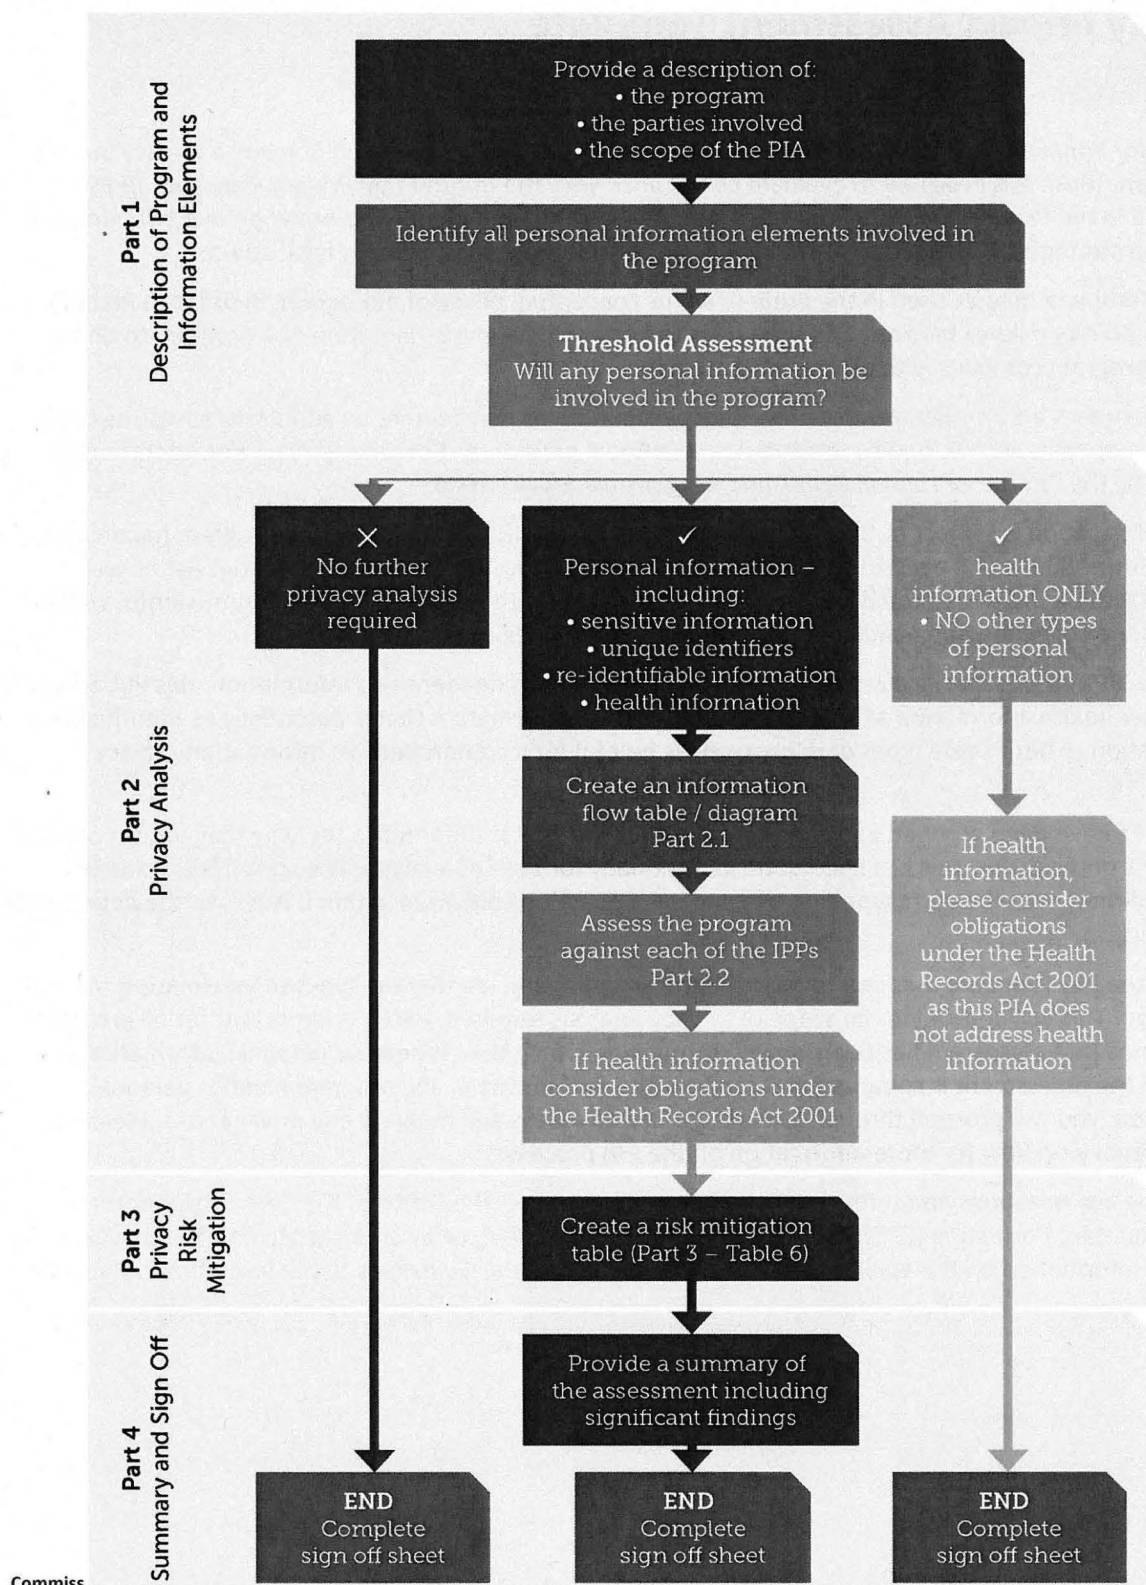 Part 1
Description of Program and
Information Elements
Provide a description of:
• the program
• the parties involved
• the scope of the PIA
Identify all personal information elements involved in
the program
Threshold Assessment
Will any personal information be
involved in the program?
Part 2
Privacy Analysis
×
No further
privacy analysis
required
✓
Personal information –
including:
• sensitive information
• unique identifiers
• re-identifiable information
• health information
✓
health
information ONLY
• NO other types
of personal
information
Create an information
flow table / diagram
Part 2.1
Assess the program
against each of the IPPs
Part 2.2
If health information
consider obligations under
the Health Records Act 2001
If health
information,
please consider
obligations
under the Health
Records Act 2001
as this PIA does
not address health
information
Part 3
Privacy
Risk
Mitigation
Create a risk mitigation
table (Part 3 – Table 6)
Part 4
Summary and Sign Off
Provide a summary of
the assessment including
significant findings
END
Complete
sign off sheet
END
Complete
sign off sheet
END
Complete
sign off sheet
Commiss